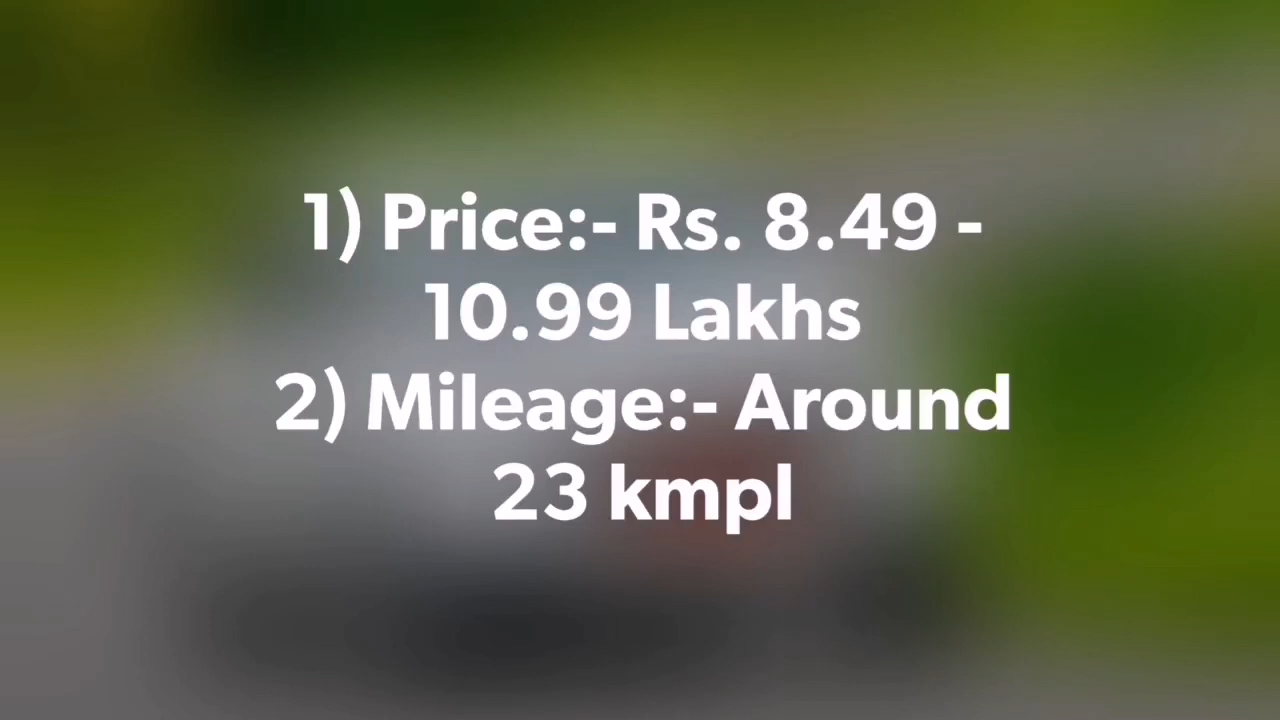 1) Price:- Rs. 8.49 -
10.99 Lakhs
2) Mileage:- Around
23 kmpl